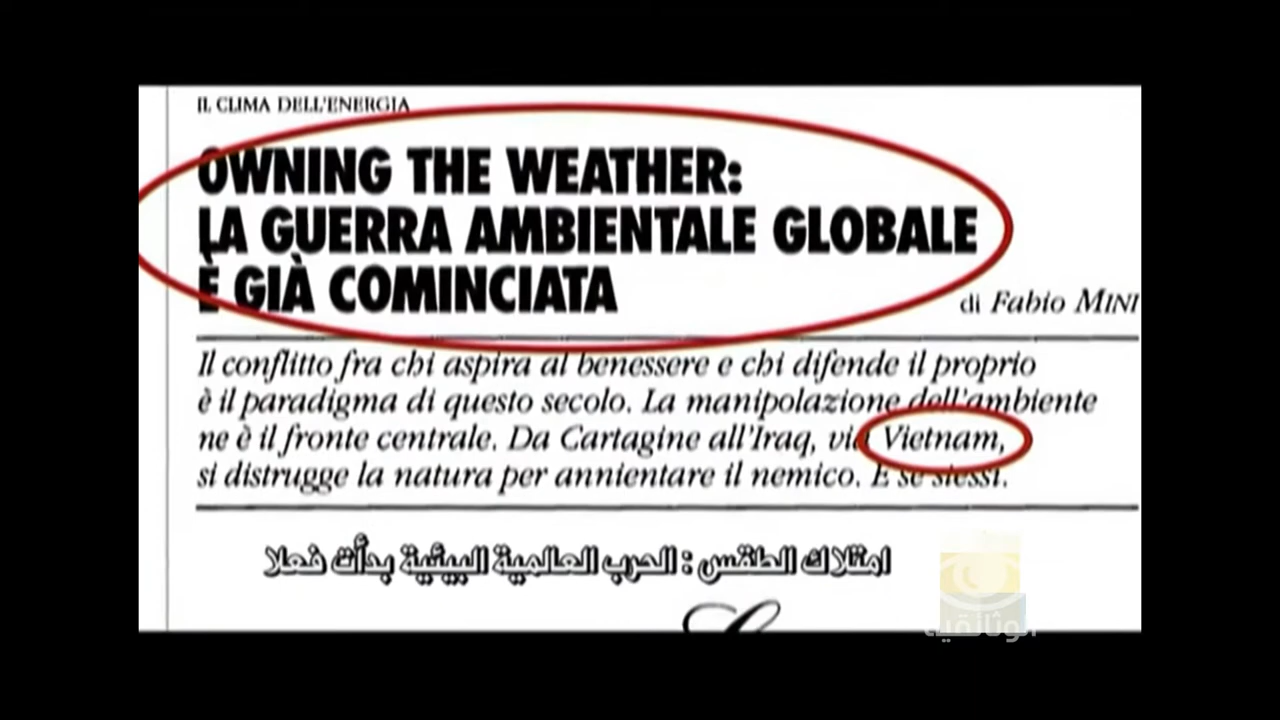 IL CLIMA DELL'ENERGIA
OWNING THE WEATHER:
LA GUERRA AMBIENTALE GLOBALE
È GIÀ COMINCIATA
di Fabio MINI
Il conflitto fra chi aspira al benessere e chi difende il proprio
è il paradigma di questo secolo. La manipolazione dell'ambiente
ne è il fronte centrale. Da Cartagine all'Iraq, via Vietnam,
si distrugge la natura per annientare il nemico. E se stessi.
امتلاك الطقس : الحرب العالمية البيئية بدأت فعلا
الوثائقية